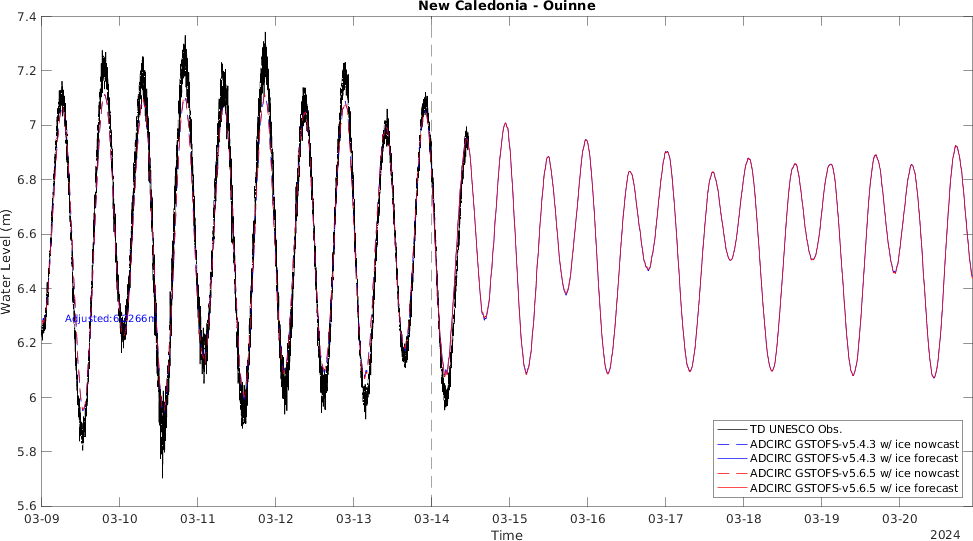 New Caledonia - Ouinne
7.4
7.2
7
6.8
6.6
6.4
6.2
6
5.8
5.6
Water Level (m)
03-09 03-10 03-11 03-12 03-13 03-14 03-15 03-16 03-17 03-18 03-19 03-20
Time
2024
TD UNESCO Obs.
ADCIRC GSTOFS-v5.4.3 w/ ice nowcast
ADCIRC GSTOFS-v5.4.3 w/ ice forecast
ADCIRC GSTOFS-v5.6.5 w/ ice nowcast
ADCIRC GSTOFS-v5.6.5 w/ ice forecast